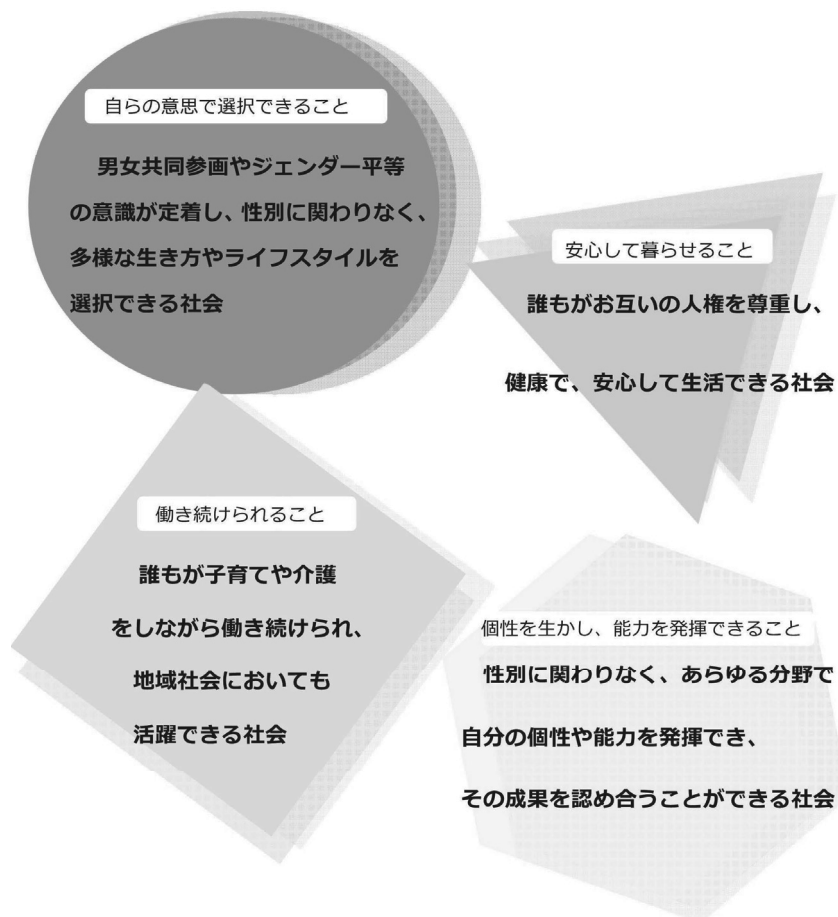 自らの意思で選択できること
男女共同参画やジェンダー平等
の意識が定着し、性別に関わりなく、
多様な生き方やライフスタイルを
選択できる社会
安心して暮らせること
誰もがお互いの人権を尊重し、
健康で、安心して生活できる社会
働き続けられること
誰もが子育てや介護
をしながら働き続けられ、
地域社会においても
活躍できる社会
個性を生かし、能力を発揮できること
性別に関わりなく、あらゆる分野で
自分の個性や能力を発揮でき、
その成果を認め合うことができる社会